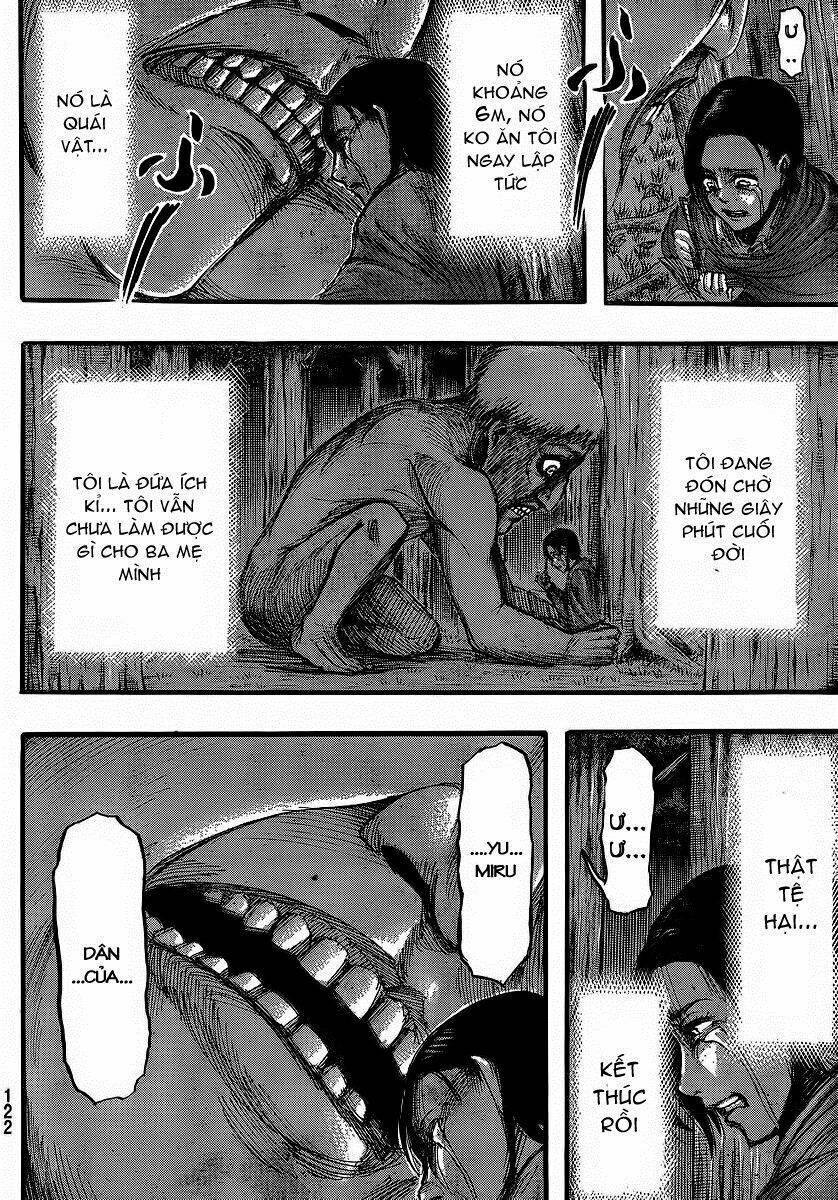 Ư
..
NÓ
KHOẢNG
6M, NÓ
KO ĂN TÔI
NGAY LẬP
TỨC
NÓ LÀ
QUÁI
VẬT...
TÔI ĐANG
ĐÓN CHỜ
NHỮNG GIÂY
PHÚT CUỐI
ĐỜI
TÔI LÀ ĐỨA ÍCH
KỈ... TÔI VẪN
CHƯA LÀM ĐƯỢC
GÌ CHO BA MẸ
MÌNH
THẬT
TỆ
HẠI...
Ư...
Ư...
KẾT
THÚC
RỒI
....YU...
MIRU
DÂN
...CỦA...
122